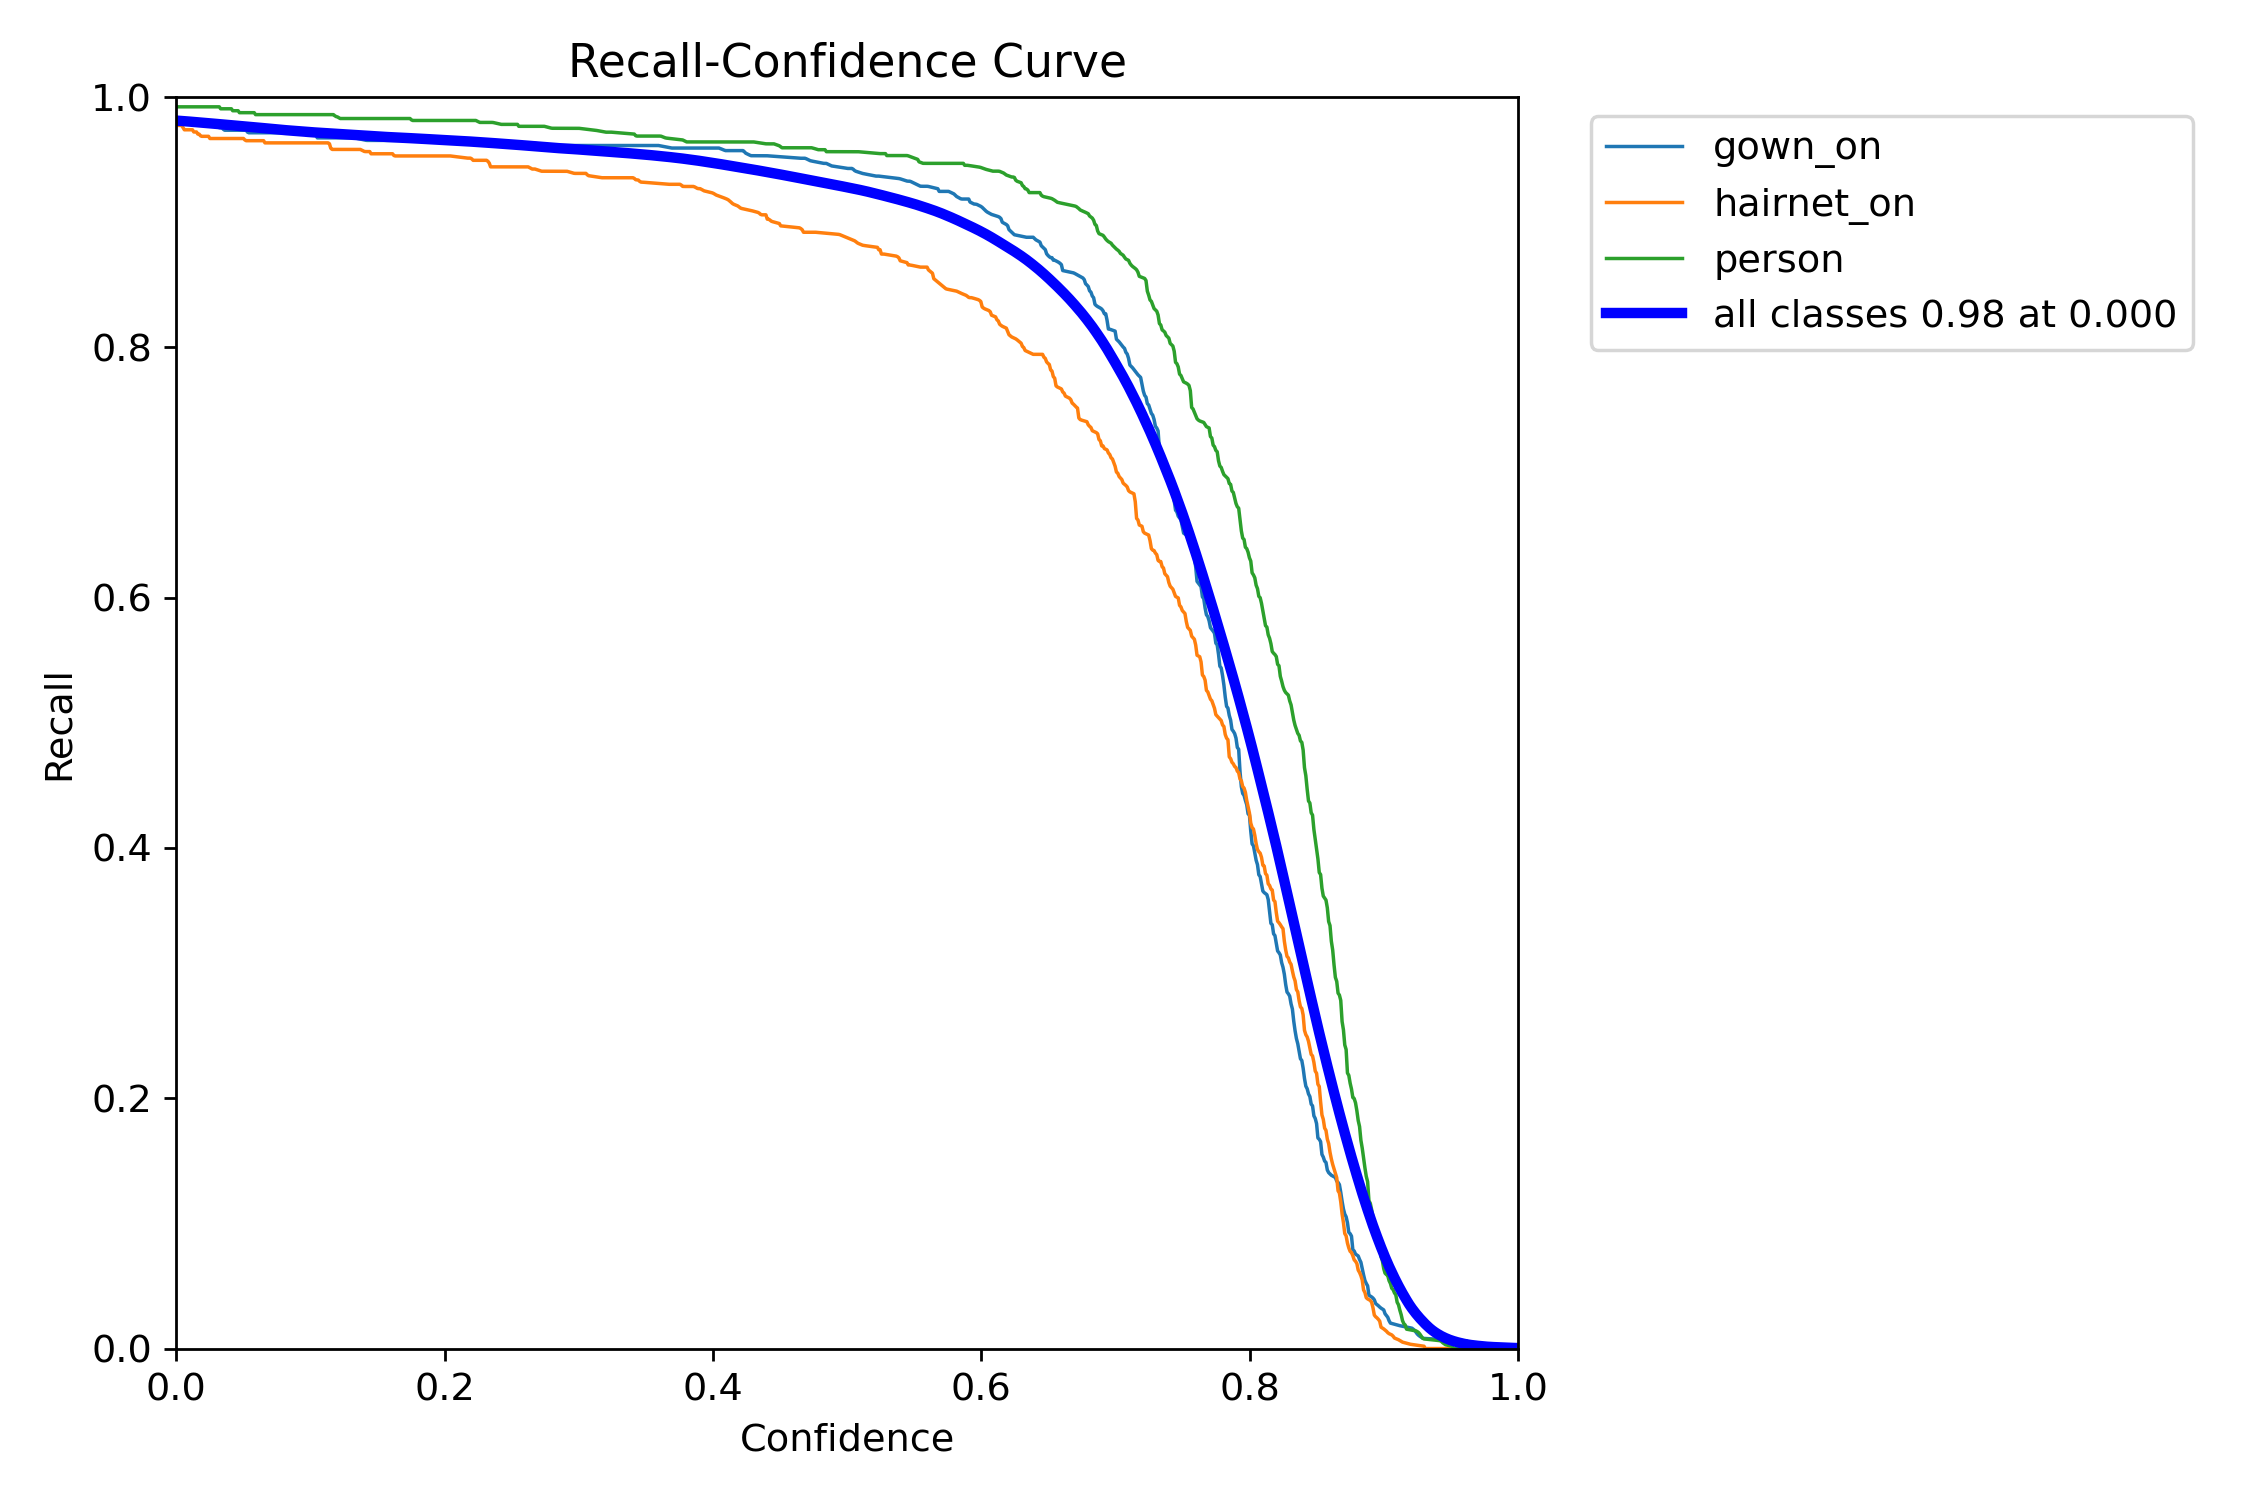 Recall-Confidence Curve
1.0
0.8
0.6
0.4
0.2
0.0
Recall
0.0 0.2 0.4 0.6 0.8 1.0
Confidence
gown_on
hairnet_on
person
all classes 0.98 at 0.000